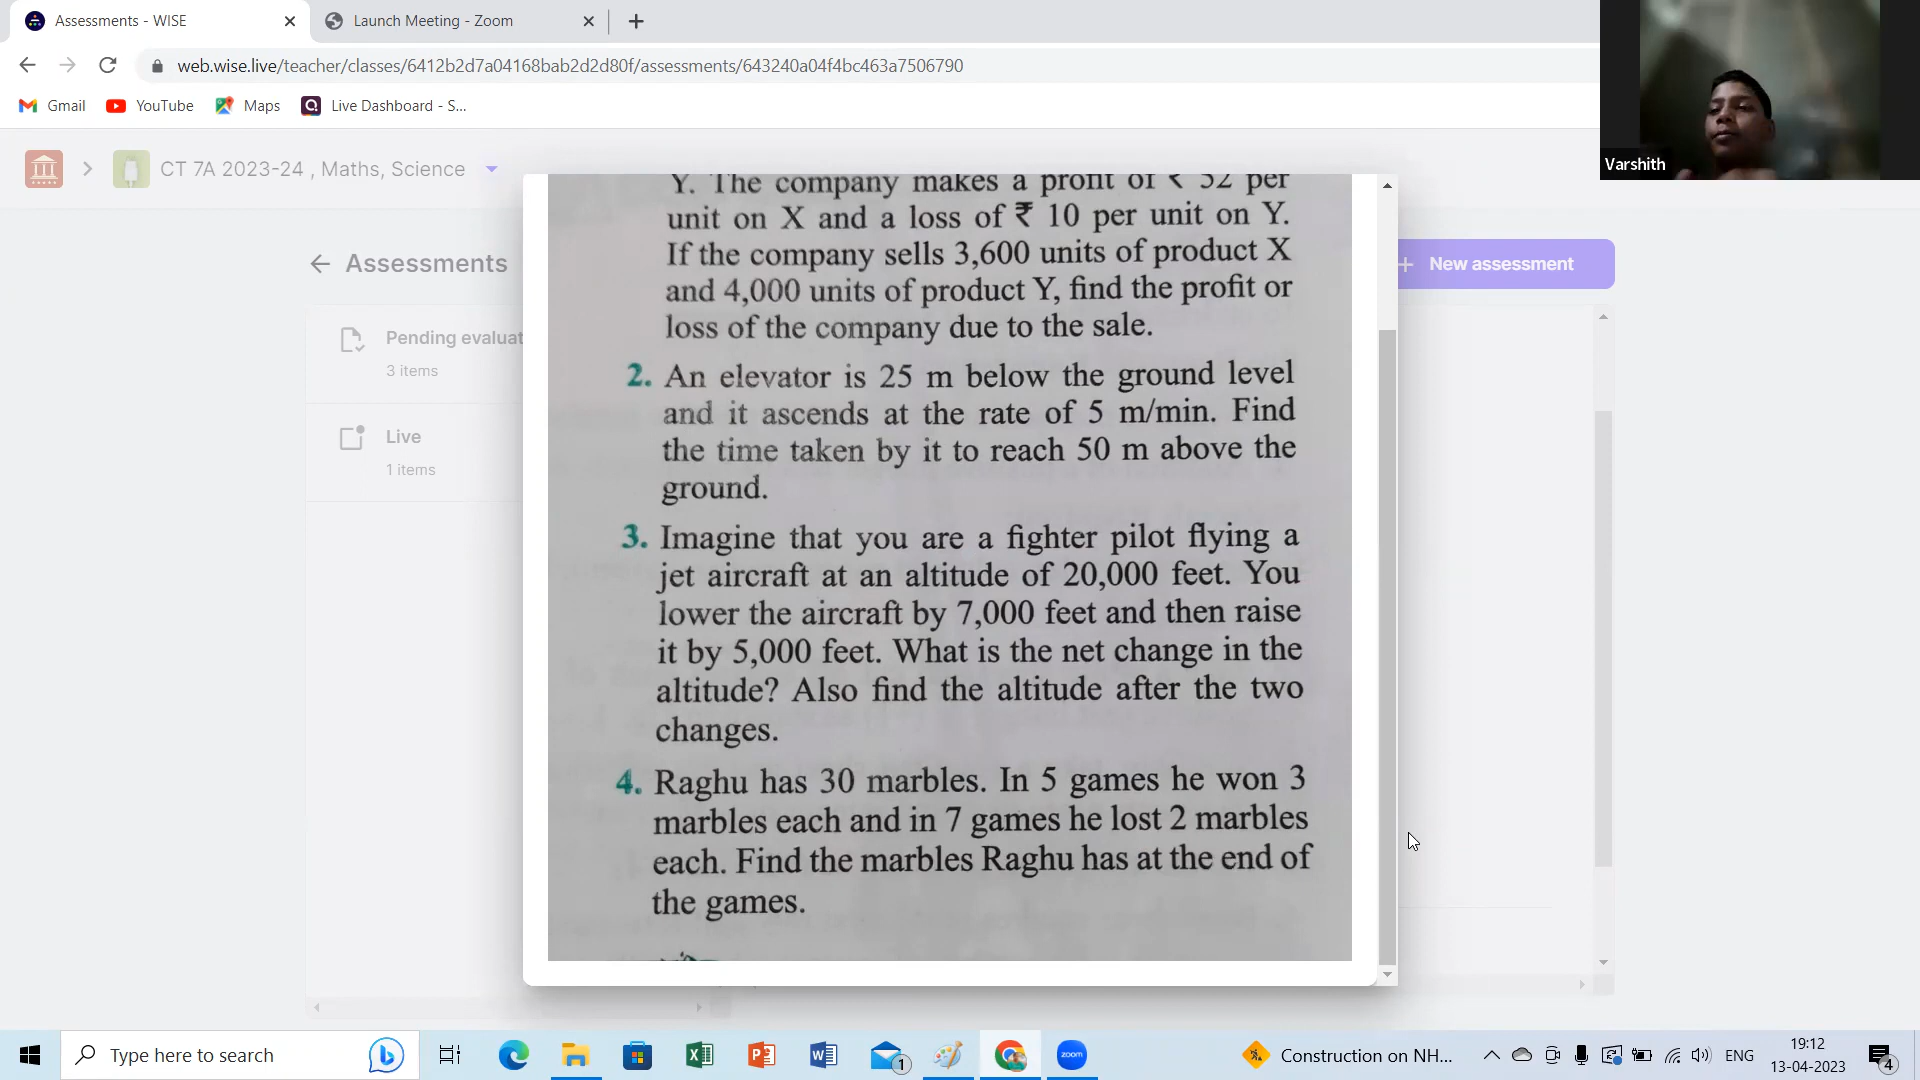 Assessments - WISE
Launch Meeting - Zoom
web.wise.live/teacher/classes/6412b2d7a04168bab2d2d80f/assessments/643240a04f4bc463a7506790
Gmail YouTube Maps Live Dashboard - S...
Varshith
CT 7A 2023-24 , Maths, Science
Assessments
+ New assessment
Pending evaluat
3 items
Live
1 items
Y. The company makes a profit of ₹ 52 per
unit on X and a loss of ₹ 10 per unit on Y.
If the company sells 3,600 units of product X
and 4,000 units of product Y, find the profit or
loss of the company due to the sale.
2. An elevator is 25 m below the ground level
and it ascends at the rate of 5 m/min. Find
the time taken by it to reach 50 m above the
ground.
3. Imagine that you are a fighter pilot flying a
jet aircraft at an altitude of 20,000 feet. You
lower the aircraft by 7,000 feet and then raise
it by 5,000 feet. What is the net change in the
altitude? Also find the altitude after the two
changes.
4. Raghu has 30 marbles. In 5 games he won 3
marbles each and in 7 games he lost 2 marbles
each. Find the marbles Raghu has at the end of
the games.
Type here to search
zoom
1
Construction on NH...
ENG
19:12
13-04-2023
4